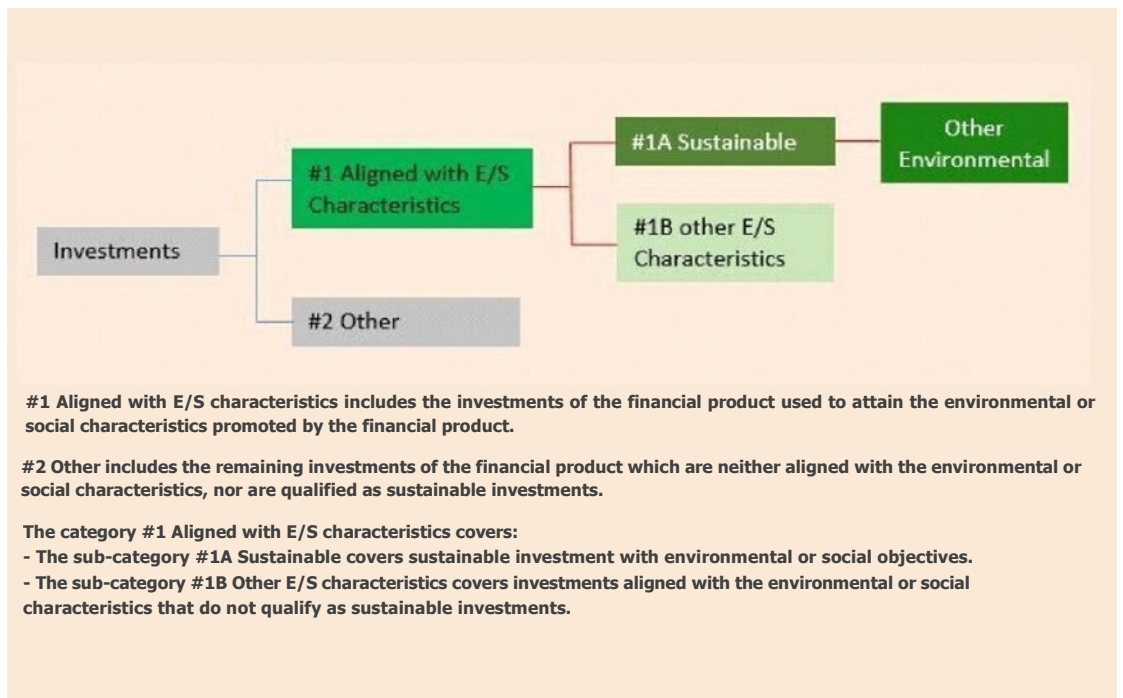 Other
Environmental
#1A Sustainable
#1 Aligned with E/S
Characteristics
#1B other E/S
Characteristics
Investments
#2 Other
#1 Aligned with E/S characteristics includes the investments of the financial product used to attain the environmental or
social characteristics promoted by the financial product.
#2 Other includes the remaining investments of the financial product which are neither aligned with the environmental or
social characteristics, nor are qualified as sustainable investments.
The category #1 Aligned with E/S characteristics covers:
- The sub-category #1A Sustainable covers sustainable investment with environmental or social objectives.
- The sub-category #1B Other E/S characteristics covers investments aligned with the environmental or social
characteristics that do not qualify as sustainable investments.